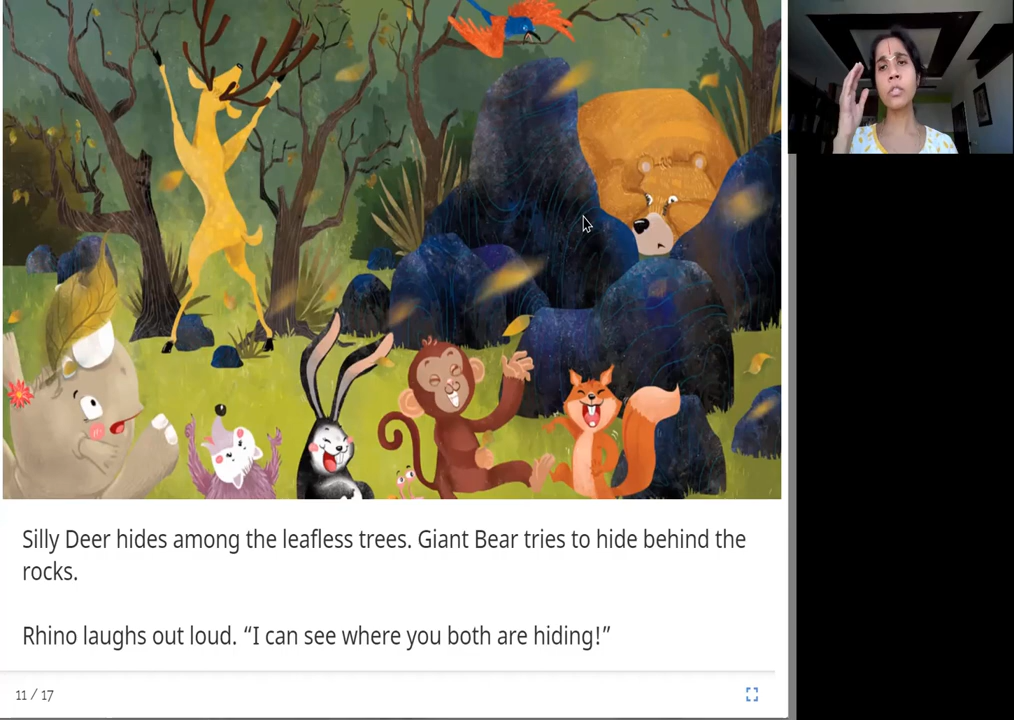 Silly Deer hides among the leafless trees. Giant Bear tries to hide behind the
rocks.
Rhino laughs out loud. “I can see where you both are hiding!”
11 / 17